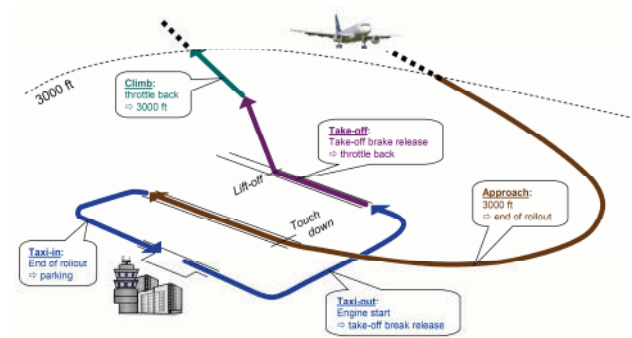 3000 ft
Climb:
throttle back
⇨ 3000 ft
Take-off:
Take-off brake release
⇨ throttle back
Lift-off
Approach:
3000 ft
⇨ end of rollout
Touch
down
Taxi-in:
End of rollout
⇨ parking
Taxi-out:
Engine start
⇨ take-off break release